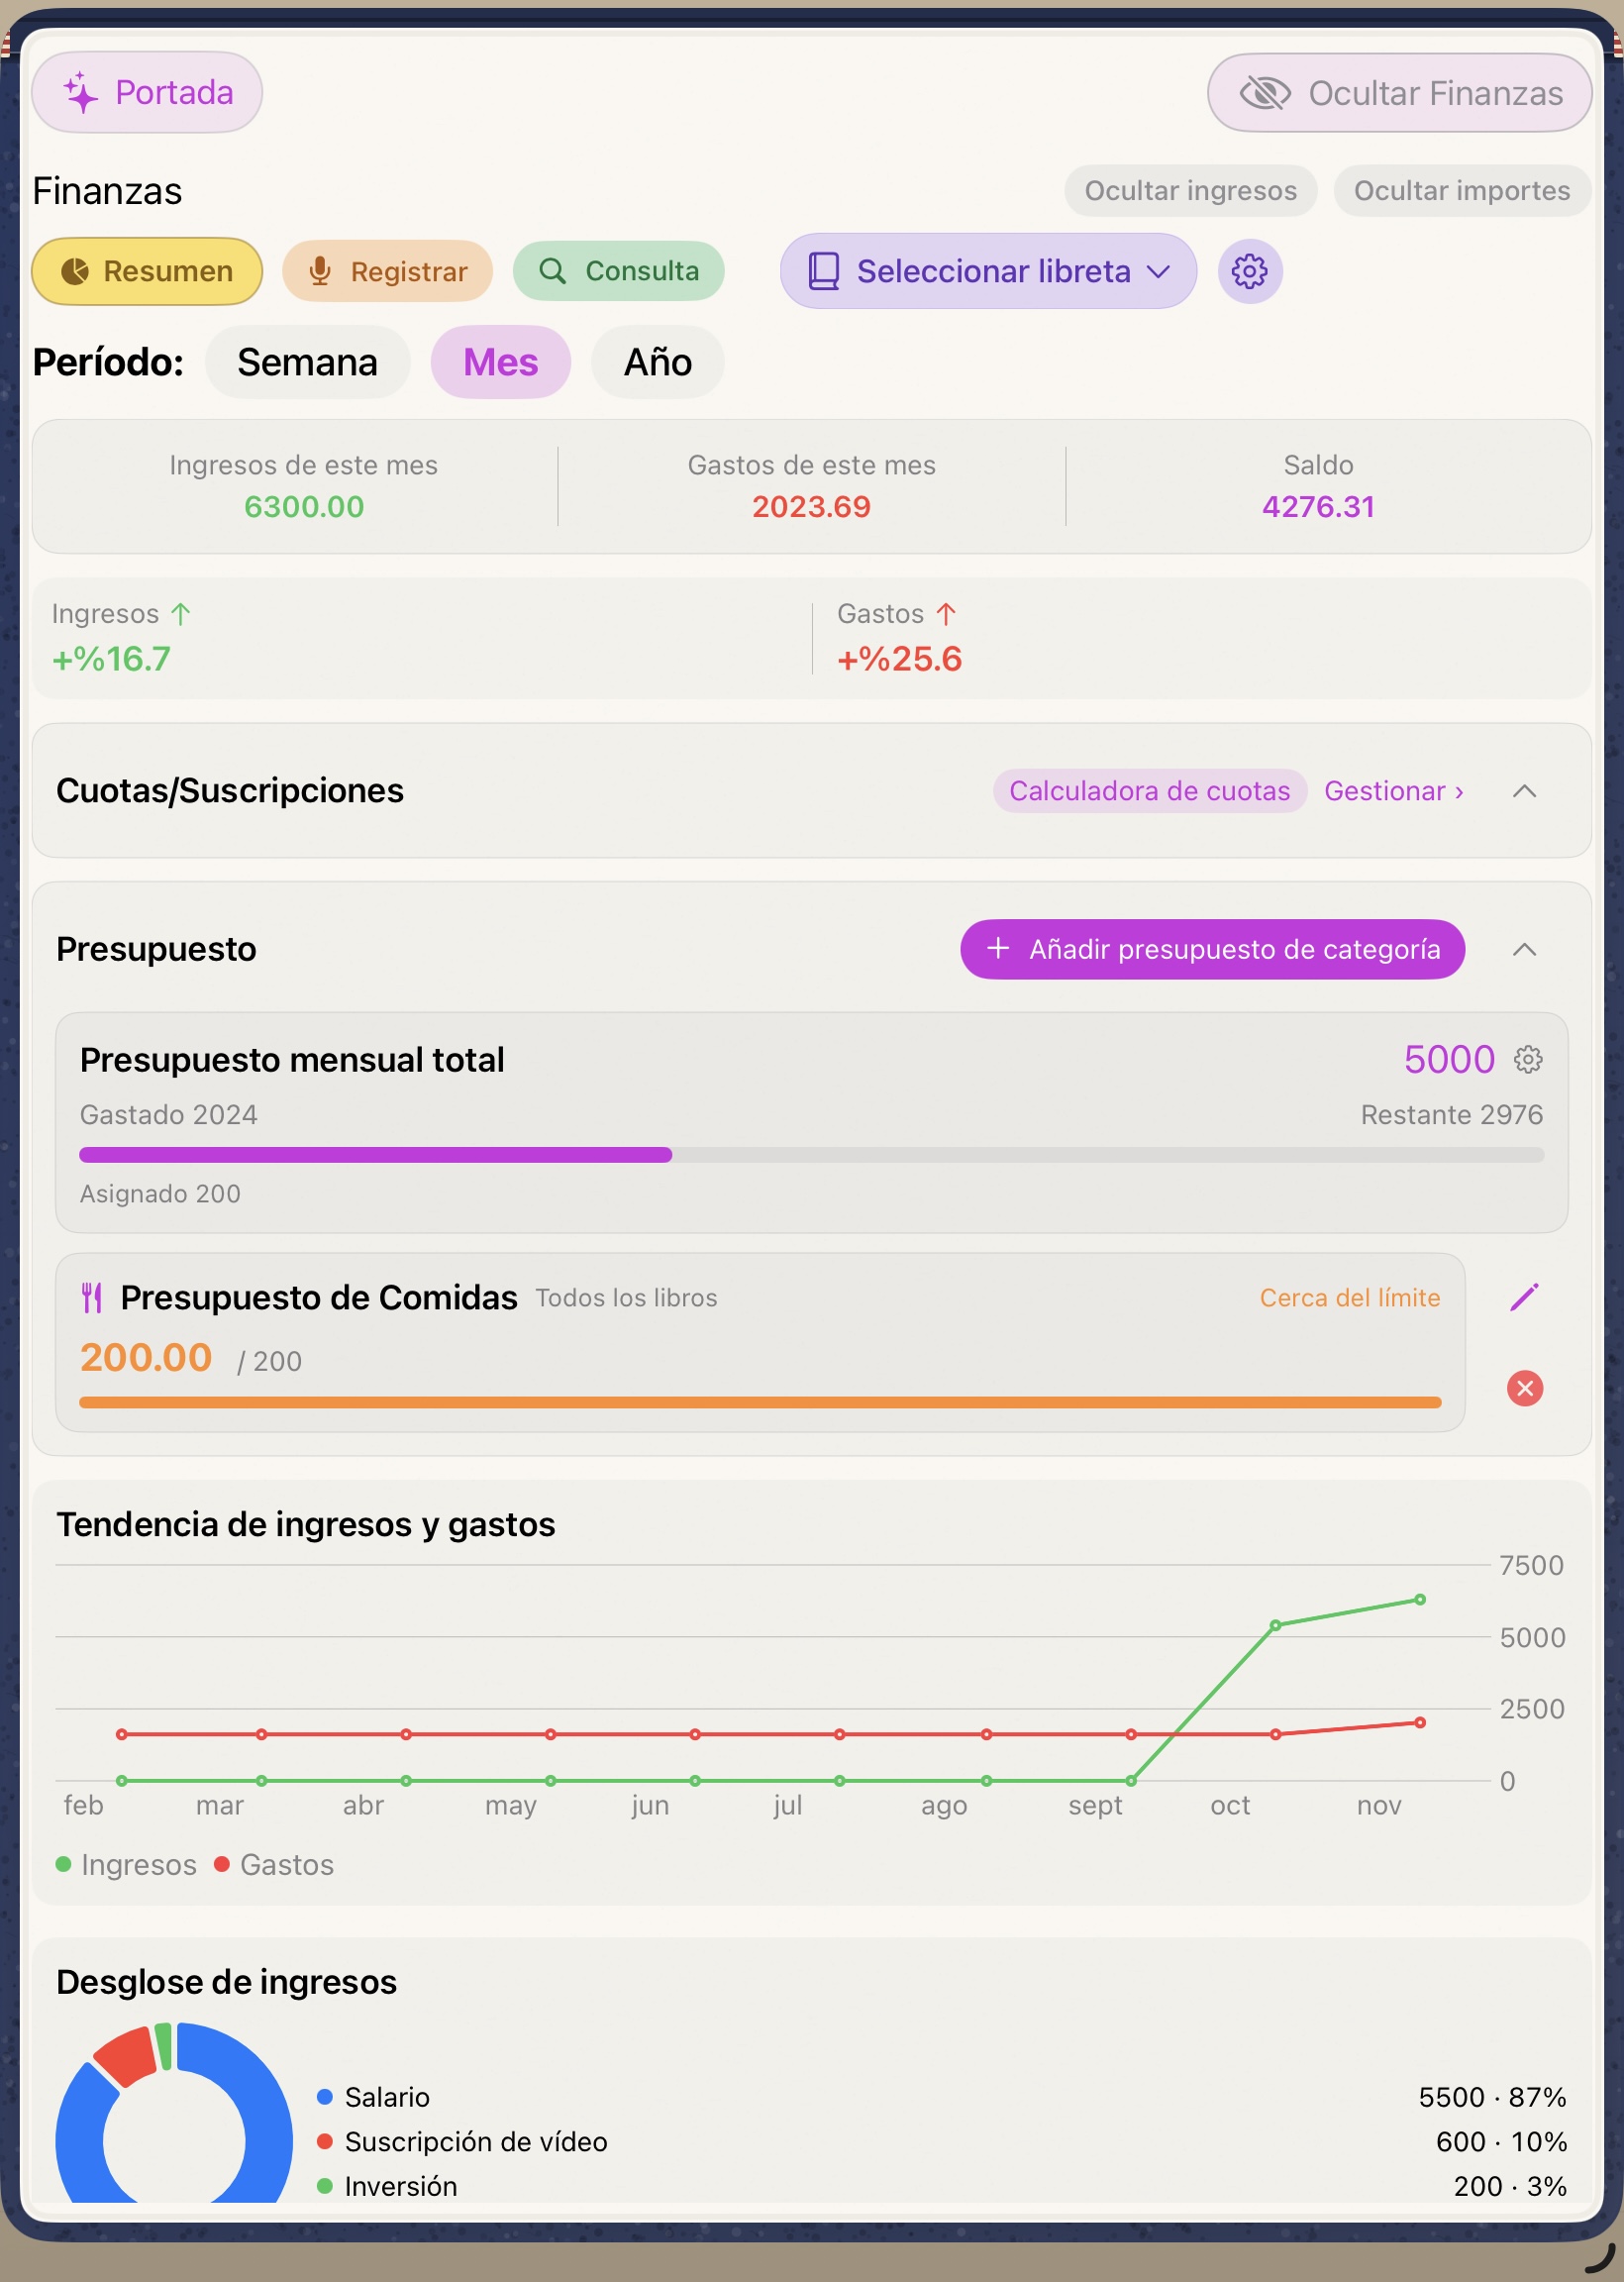 Portada
Ocultar Finanzas
Finanzas
Ocultar ingresos
Ocultar importes
Resumen
Registrar
Consulta
Seleccionar libreta
Período:
Semana
Mes
Año
Ingresos de este mes
6300.00
Gastos de este mes
2023.69
Saldo
4276.31
Ingresos ↑
+%16.7
Gastos ↑
+%25.6
Cuotas/Suscripciones
Calculadora de cuotas
Gestionar ›
Presupuesto
+ Añadir presupuesto de categoría
Presupuesto mensual total
5000
Gastado 2024
Restante 2976
Asignado 200
Presupuesto de Comidas
Todos los libros
Cerca del límite
200.00 / 200
Tendencia de ingresos y gastos
7500
5000
2500
0
feb mar abr may jun jul ago sept oct nov
Ingresos
Gastos
Desglose de ingresos
Salario 5500 · 87%
Suscripción de vídeo 600 · 10%
Inversión 200 · 3%